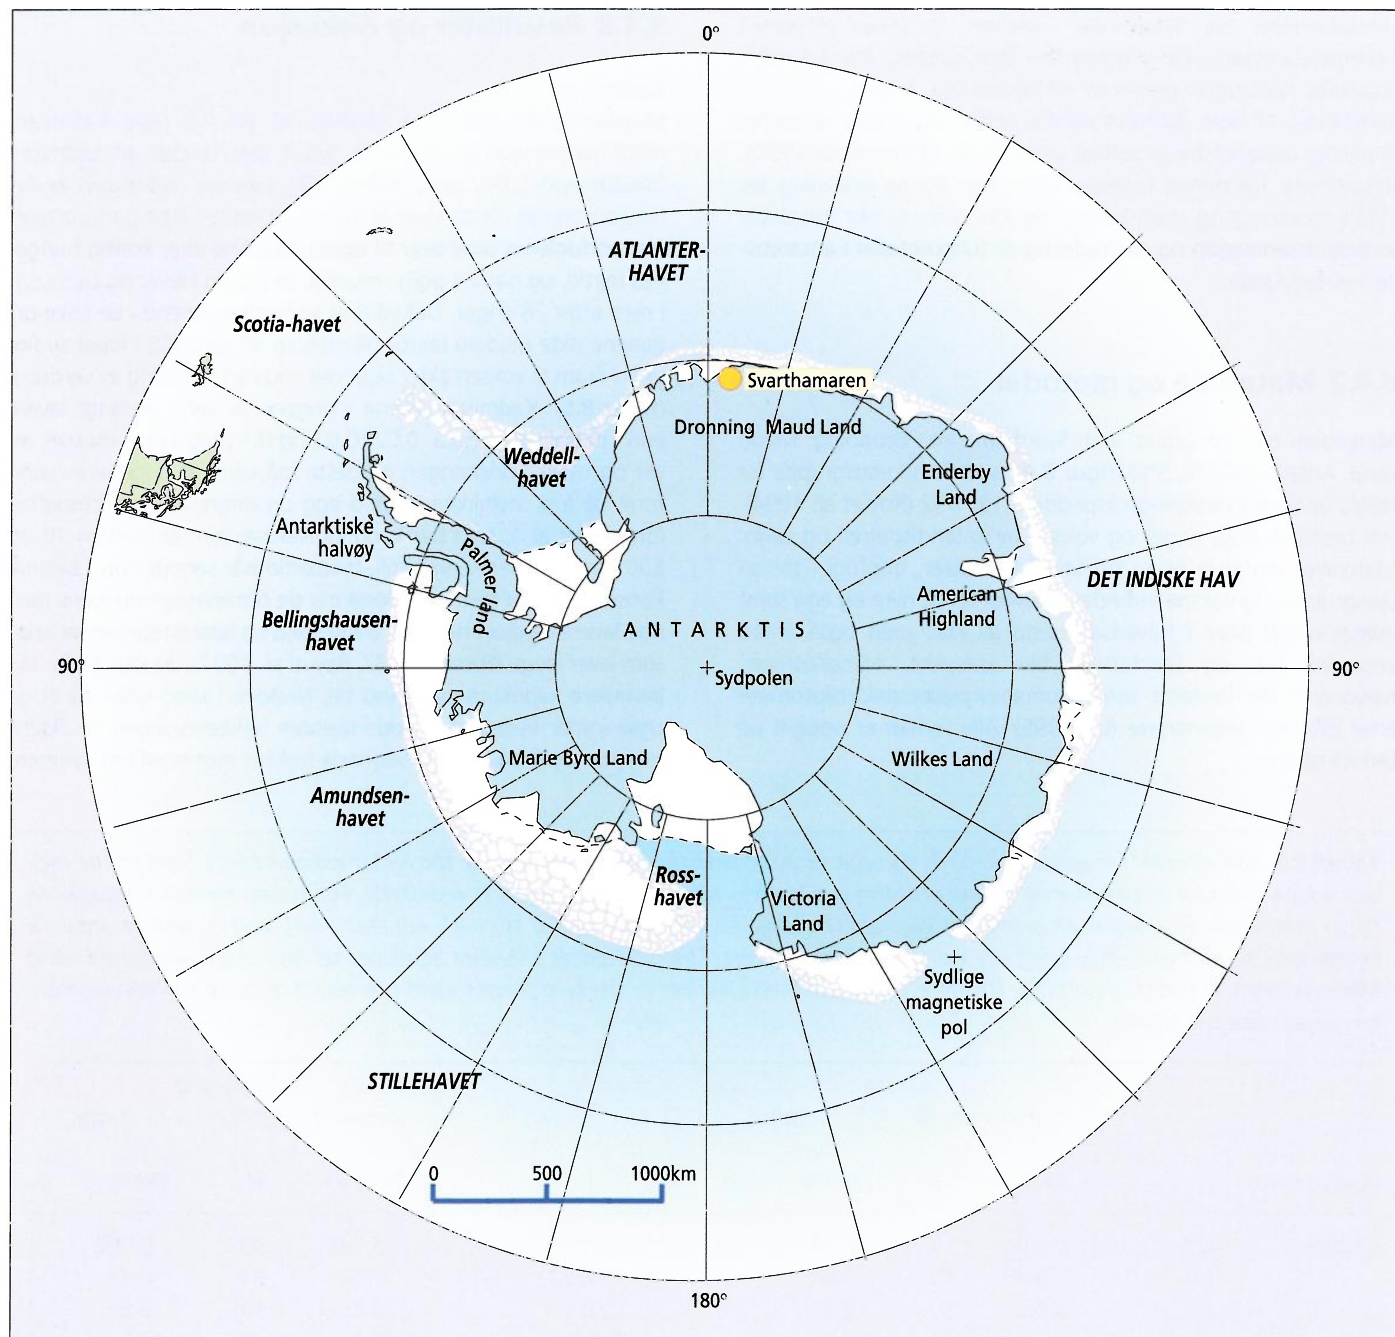 0°
ATLANTER-
HAVET
Scotia-havet
Svarthamaren
Dronning Maud Land
Weddell-
havet
Enderby
Land
Antarktiske
halvøy
Palmer land
DET INDISKE HAV
American
Highland
Bellingshausen-
havet
ANTARKTIS
90°
Sydpolen
90°
Marie Byrd Land
Wilkes Land
Amundsen-
havet
Ross-
havet
Victoria
Land
Sydlige
magnetiske
pol
STILLEHAVET
0 500 1000km
180°